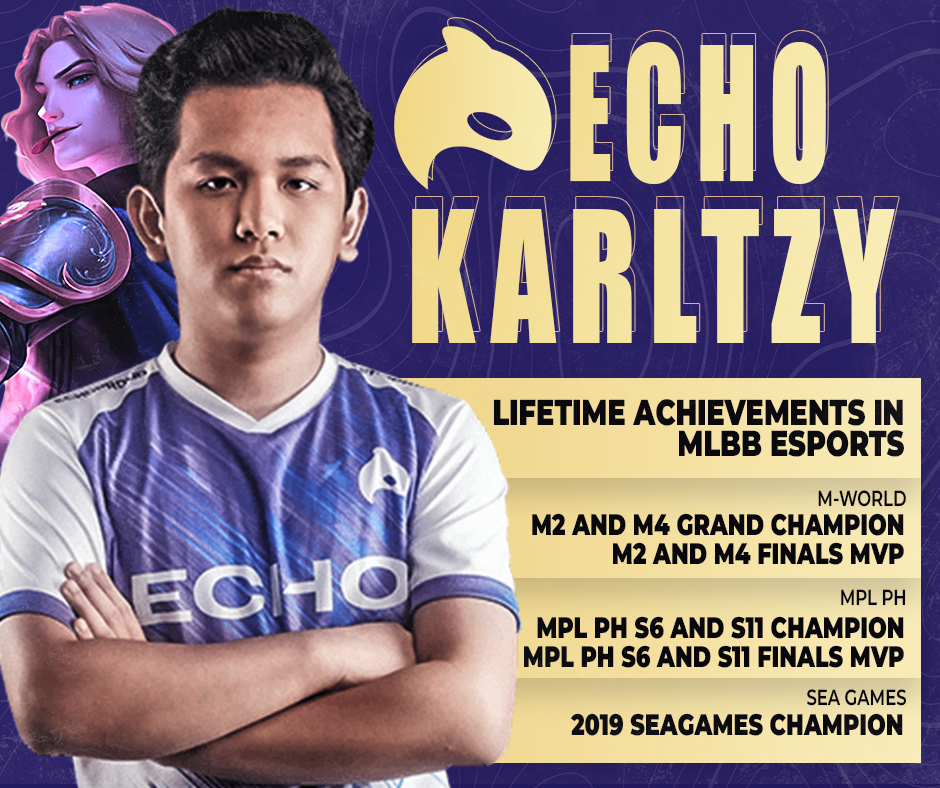 ECHO
KARLTZY
LIFETIME ACHIEVEMENTS IN
MLBB ESPORTS
M-WORLD
M2 AND M4 GRAND CHAMPION
M2 AND M4 FINALS MVP
MPL PH
MPL PH S6 AND S11 CHAMPION
MPL PH S6 AND S11 FINALS MVP
SEA GAMES
2019 SEAGAMES CHAMPION
ECHO